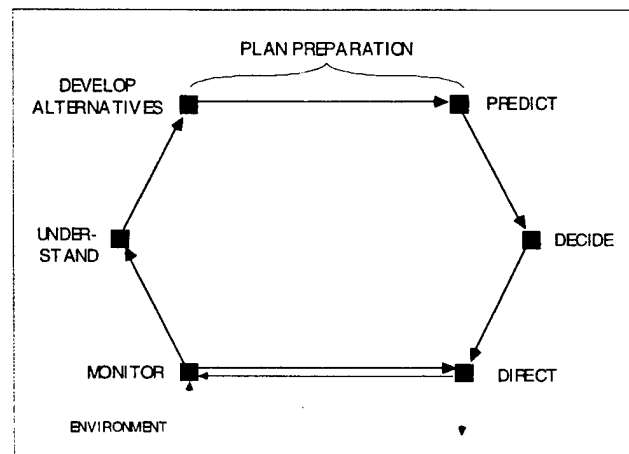 PLAN PREPARATION
DEVELOP
ALTERNATIVES
PREDICT
UNDER-
STAND
DECIDE
MONITOR
DIRECT
ENVIRONMENT